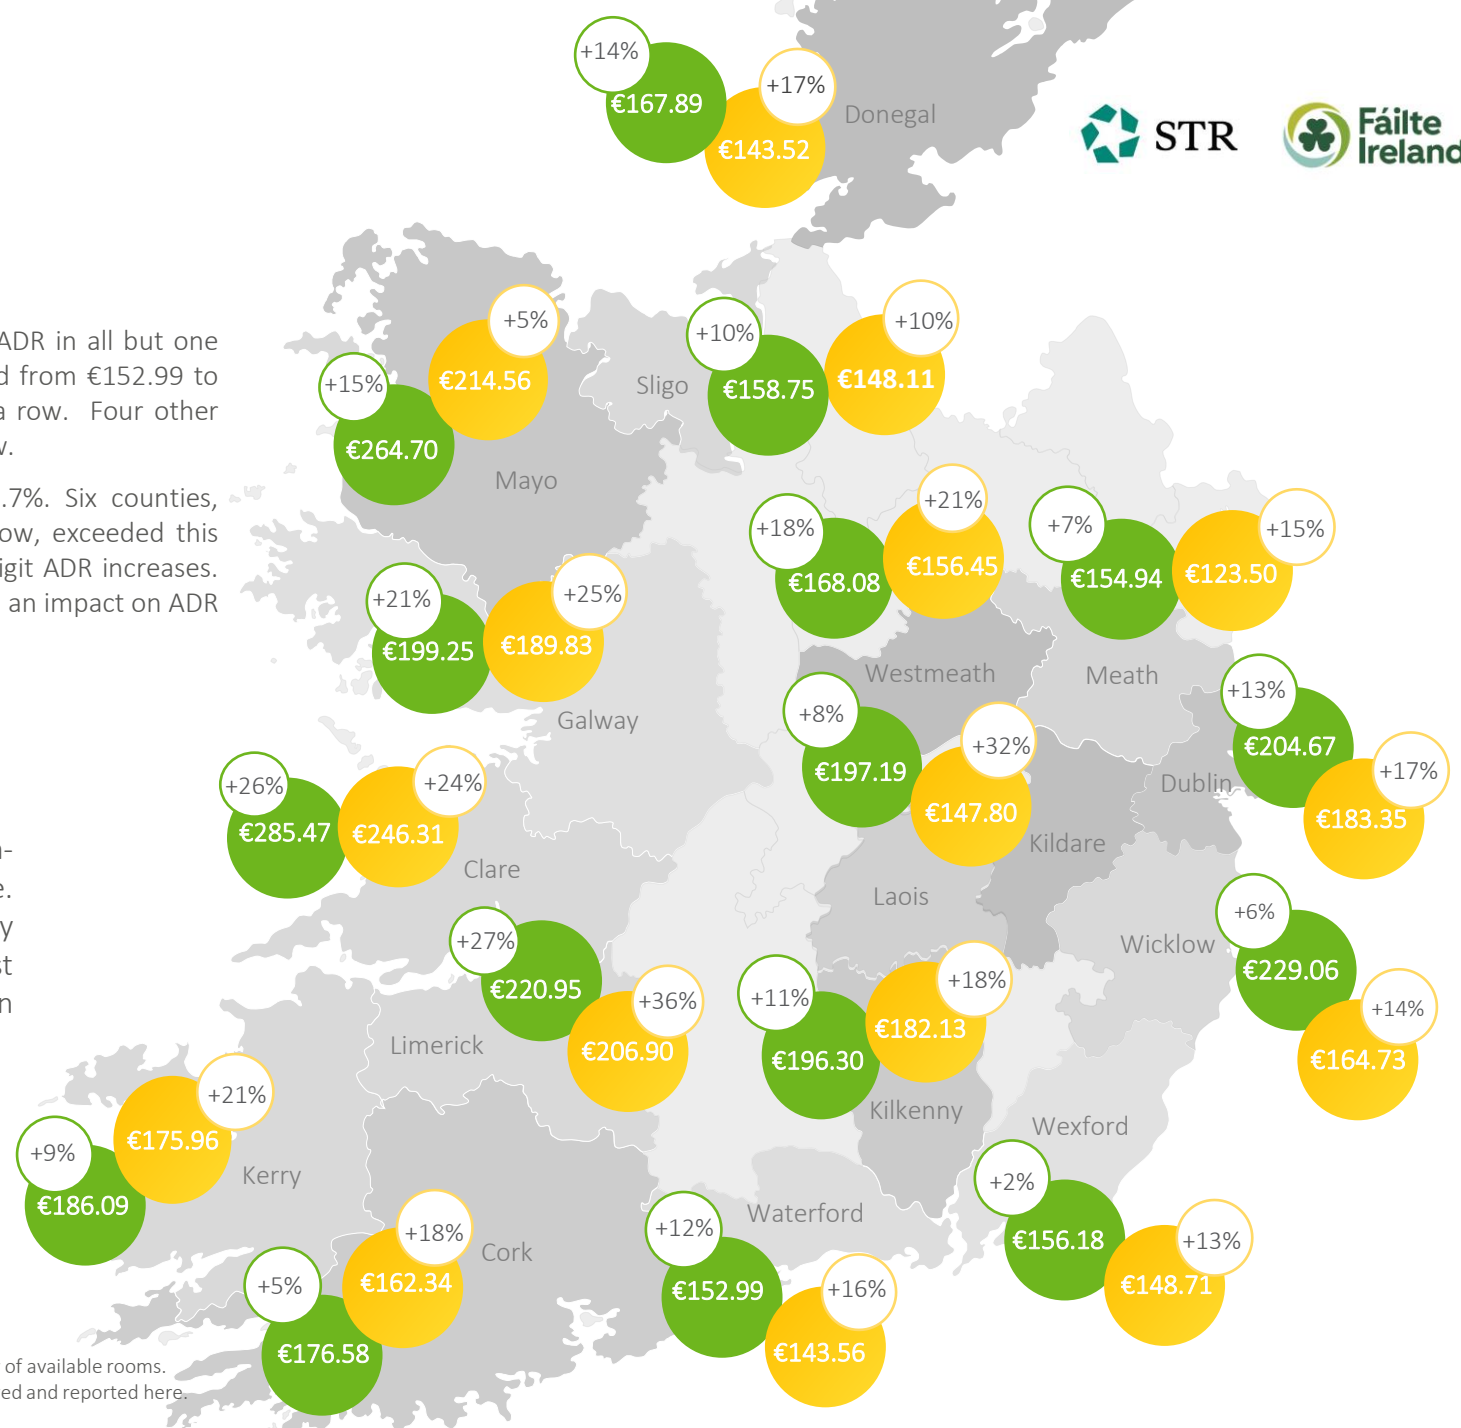 +14%
€167.89
+17%
€143.52
Donegal
STR
Fáilte
Ireland
ADR in all but one
from €152.99 to
a row. Four other
.7%. Six counties,
exceeded this
ADR increases.
an impact on ADR
+5%
€214.56
+15%
€264.70
Mayo
Sligo
+10%
€158.75
+10%
€148.11
+21%
€199.25
+25%
€189.83
Galway
+18%
€168.08
+21%
€156.45
Westmeath
+7%
€154.94
+15%
€123.50
Meath
+8%
€197.19
+32%
€147.80
Kildare
Laois
+13%
€204.67
+17%
€183.35
Dublin
+26%
€285.47
+24%
€246.31
Clare
+6%
€229.06
+14%
€164.73
Wicklow
+27%
€220.95
+36%
€206.90
Limerick
+11%
€196.30
+18%
€182.13
Kilkenny
+9%
€186.09
+21%
€175.96
Kerry
+5%
€176.58
+18%
€162.34
Cork
+12%
€152.99
+16%
€143.56
Waterford
+2%
€156.18
+13%
€148.71
Wexford
of available rooms.
and reported here.